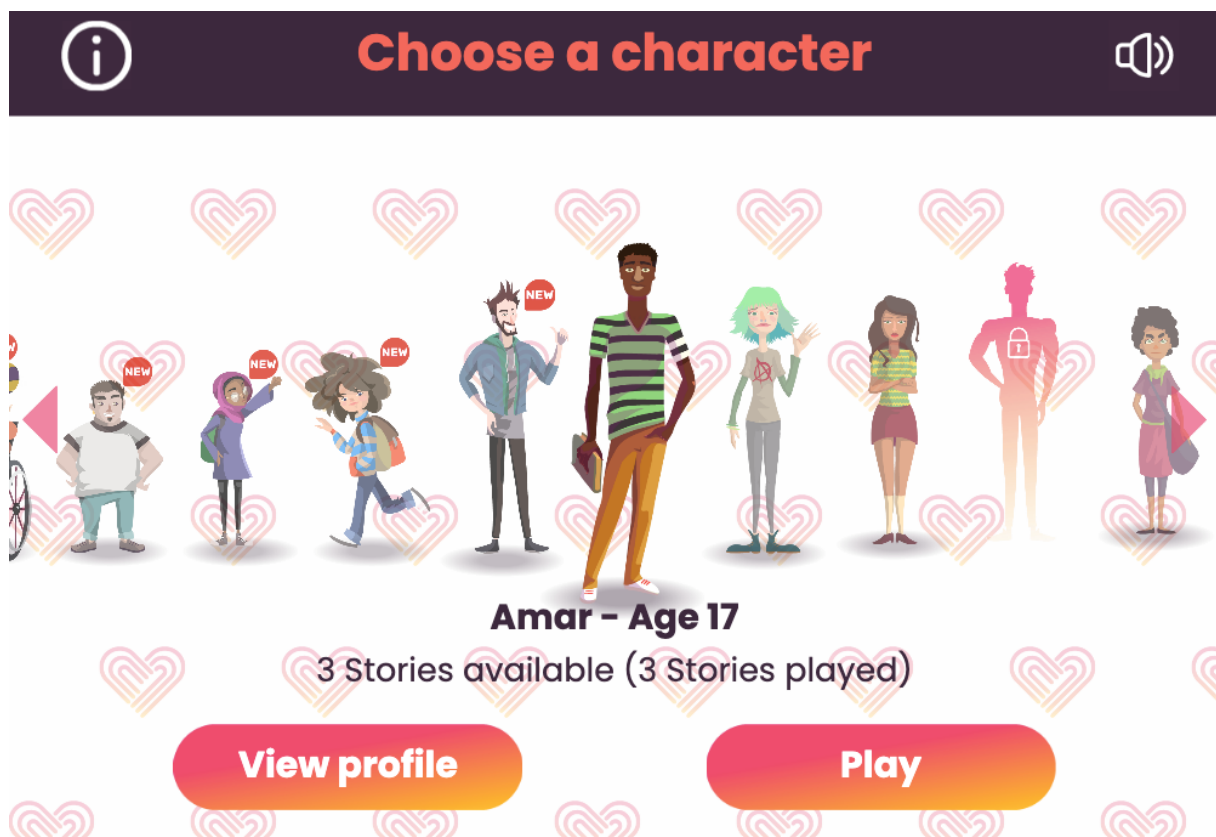 Choose a character
NEW
NEW
NEW
NEW
Amar - Age 17
3 Stories available (3 Stories played)
View profile
Play